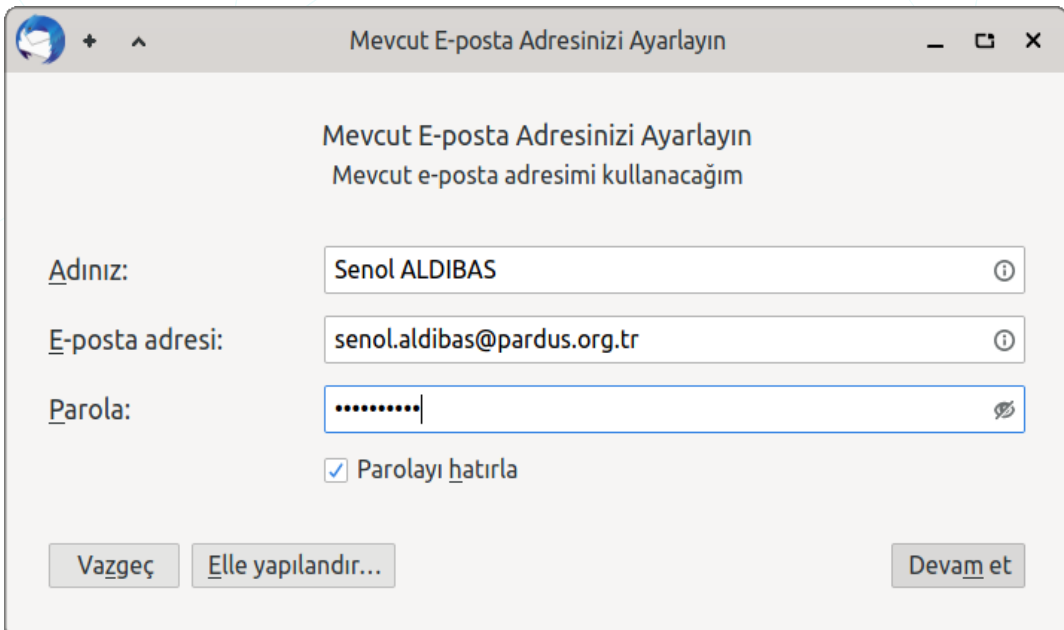 Mevcut E-posta Adresinizi Ayarlayın
Mevcut E-posta Adresinizi Ayarlayın
Mevcut e-posta adresimi kullanacağım
Adınız: Senol ALDIBAS
E-posta adresi: senol.aldibas@pardus.org.tr
Parola: ••••••••••
Parolayı hatırla
Vazgeç Elle yapılandır... Devam et